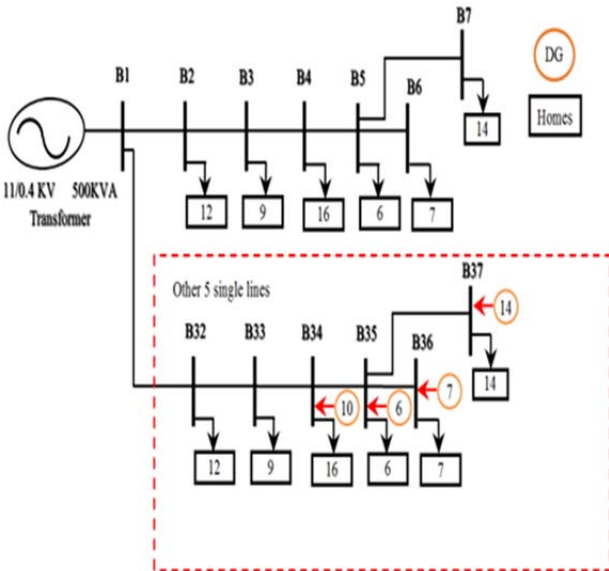 B7
DG
B1 B2 B3 B4 B5 B6
14
Homes
11/0.4 KV 500KVA
Transformer
12 9 16 6 7
Other 5 single lines
B37
14
B32 B33 B34 B35 B36
7
10 6
14
12 9 16 6 7